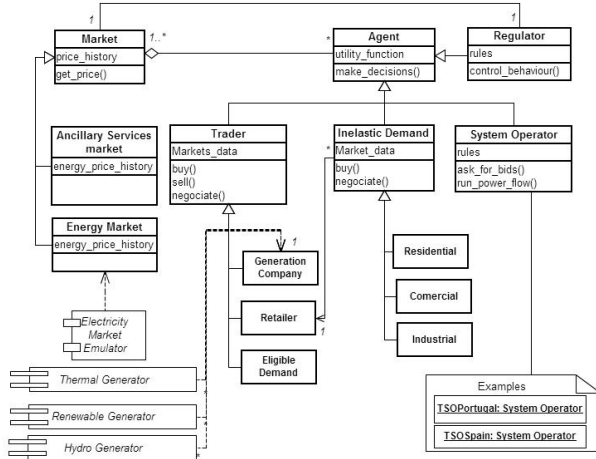 1
1
Market
price_history
get_price()
1..*
*
Agent
utility_function
make_decisions()
Regulator
rules
control_behaviour()
Ancillary Services
market
energy_price_history
Trader
Markets_data
buy()
sell()
negociate()
*
Inelastic Demand
Market_data
buy()
negociate()
System Operator
rules
ask_for_bids()
run_power_flow()
Energy Market
energy_price_history
1
Generation
Company
Residential
Retailer
1
Comercial
Electricity
Market
Emulator
Industrial
Eligible
Demand
Thermal Generator
Renewable Generator
Hydro Generator
*
Examples
TSOPortugal: System Operator
TSOSpain: System Operator